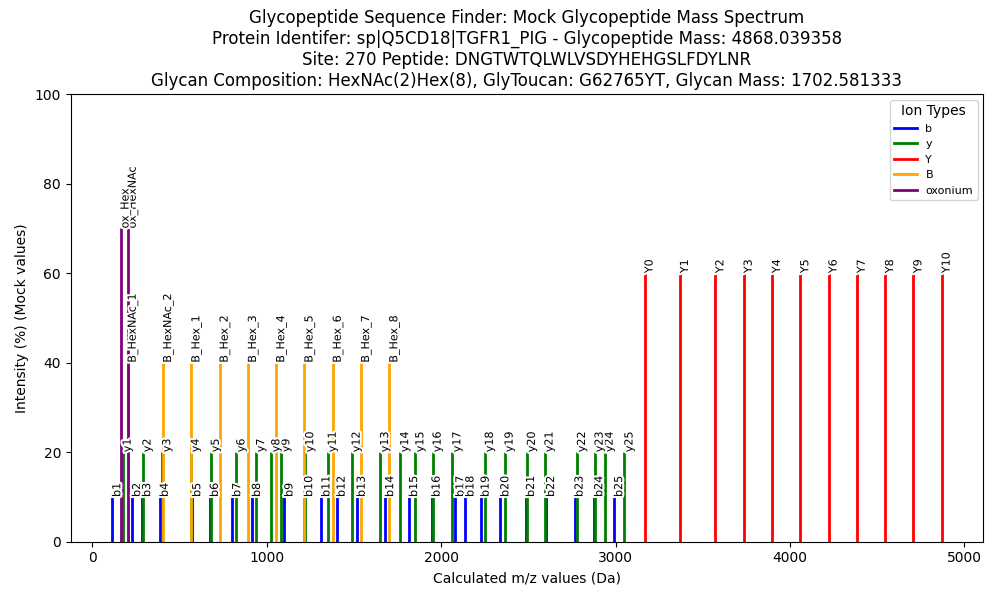 Glycopeptide Sequence Finder: Mock Glycopeptide Mass Spectrum
Protein Identifer: sp|Q5CD18|TGFR1_PIG - Glycopeptide Mass: 4868.039358
Site: 270 Peptide: DNGTWTQLWLVSDYHEHGSLFDYLNR
Glycan Composition: HexNAc(2)Hex(8), GlyToucan: G62765YT, Glycan Mass: 1702.581333
Intensity (%) (Mock values)
100
80
60
40
20
0
Ion Types
b
y
Y
B
oxonium
ox_Hex
ox_HexNAc
Y0
Y1
Y2
Y3
Y4
Y5
Y6
Y7
Y8
Y9
Y10
B_HexNAc_1
B_HexNAc_2
B_Hex_1
B_Hex_2
B_Hex_3
B_Hex_4
B_Hex_5
B_Hex_6
B_Hex_7
B_Hex_8
y1
y2
y3
y4
y5
y6
y7
y8
y9
y10
y11
y12
y13
y14
y15
y16
y17
y18
y19
y20
y21
y22
y23
y24
y25
b1
b2
b3
b4
b5
b6
b7
b8
b9
b10
b11
b12
b13
b14
b15
b16
b17
b18
b19
b20
b21
b22
b23
b24
b25
0
1000
2000
3000
4000
5000
Calculated m/z values (Da)